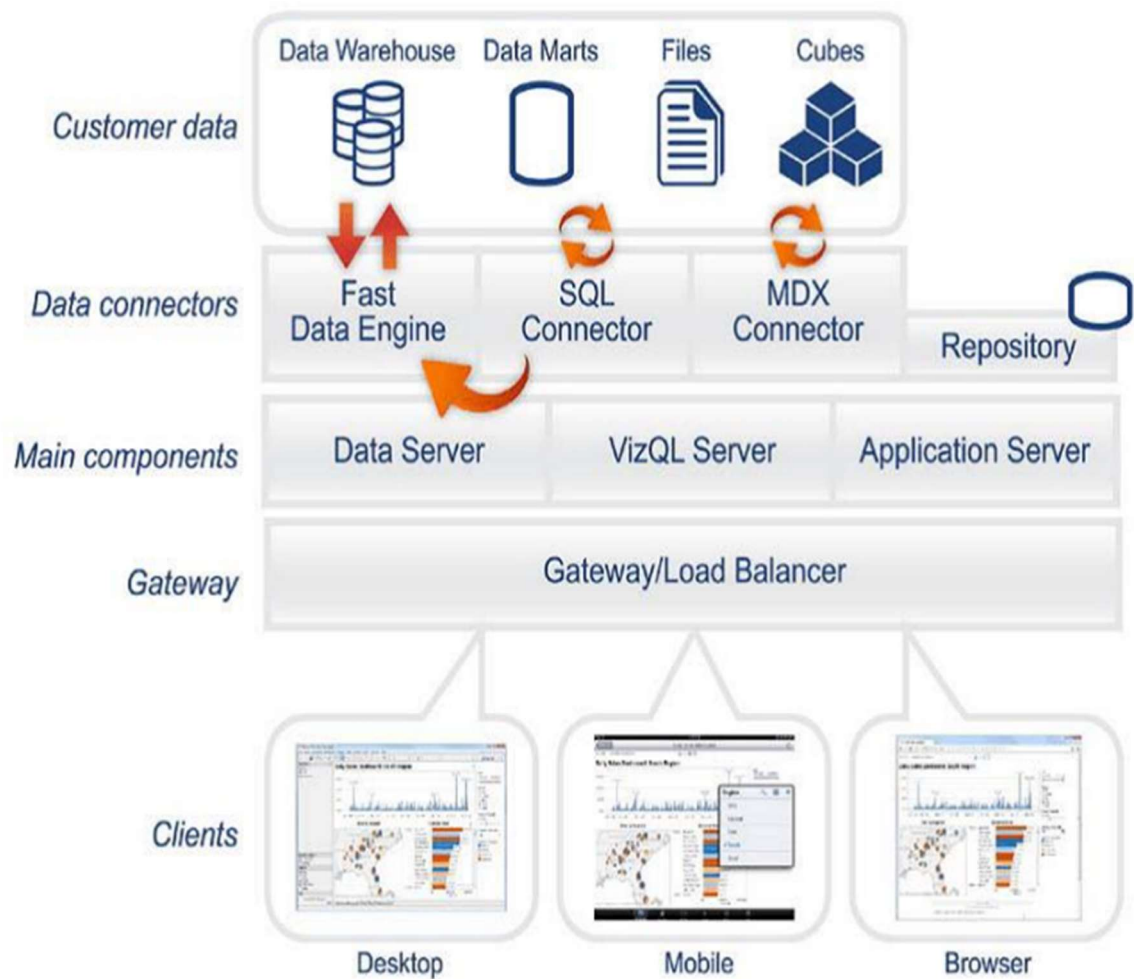 Data Warehouse
Data Marts
Files
Cubes
Customer data
Data connectors
Fast
Data Engine
SQL
Connector
MDX
Connector
Repository
Main components
Data Server
VizQL Server
Application Server
Gateway
Gateway/Load Balancer
Clients
Desktop
Mobile
Browser